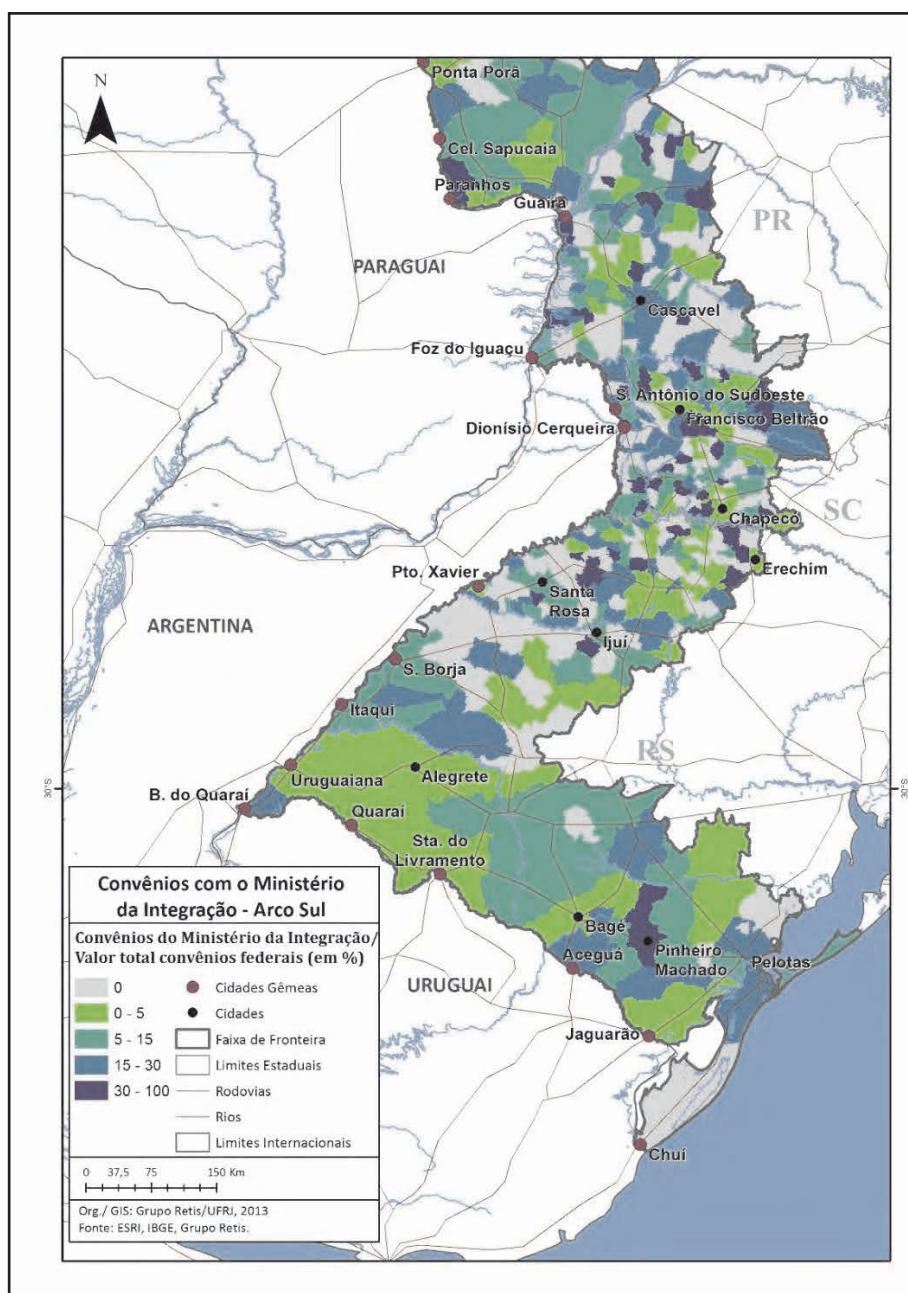 N
Ponta Porã
Cel. Sapucaia
Paranhos
Guaíra
PR
PARAGUAI
Cascavel
Foz do Iguaçu
S. Antônio do Sudoeste
Francisco Beltrão
Dionísio Cerqueira
SC
Chapecó
Erechim
Pto. Xavier
Santa
Rosa
ARGENTINA
Ijuí
S. Borja
Itaqui
RS
Uruguaiana
Alegrete
30°S
30°S
B. do Quaraí
Quaraí
Sta. do
Livramento
Bagé
Pinheiro
Machado
Aceguá
Pelotas
URUGUAI
Jaguarão
Chuí
Convênios com o Ministério
da Integração - Arco Sul
Convênios do Ministério da Integração/
Valor total convênios federais (em %)
0
0 - 5
5 - 15
15 - 30
30 - 100
Cidades Gêmeas
Cidades
Faixa de Fronteira
Limites Estaduais
Rodovias
Rios
Limites Internacionais
0 37,5 75 150 Km
Org./ GIS: Grupo Retis/UFRJ, 2013
Fonte: ESRI, IBGE, Grupo Retis.